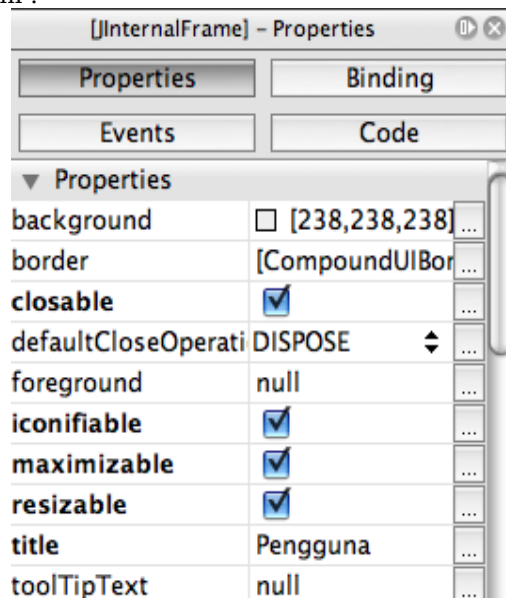 [JInternalFrame] – Properties
Properties Binding
Events Code
Properties
background [238,238,238] ...
border [CompoundUIBor ...
closable ...
defaultCloseOperati DISPOSE ...
foreground null ...
iconifiable ...
maximizable ...
resizable ...
title Pengguna ...
toolTipText null ...